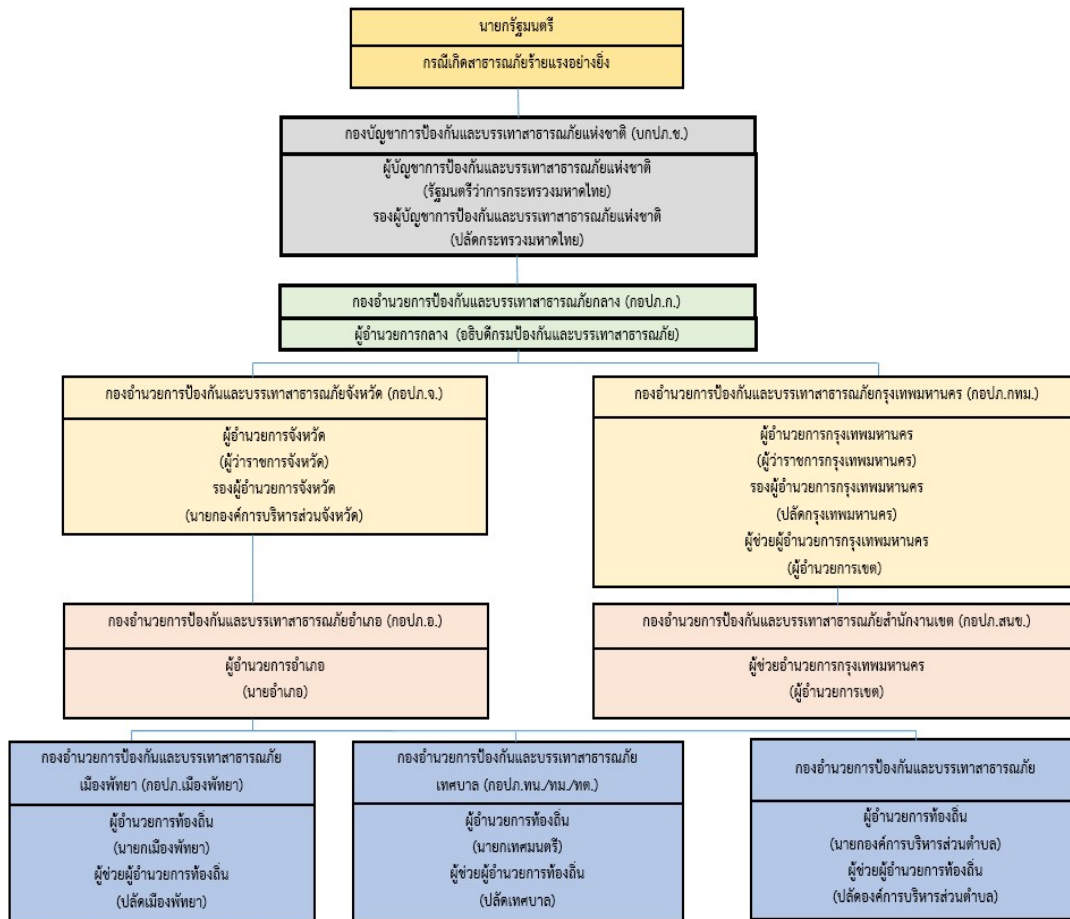 นายกรัฐมนตรี
กรณีเกิดสาธารณภัยร้ายแรงอย่างยิ่ง
กองบัญชาการป้องกันและบรรเทาสาธารณภัยแห่งชาติ (บกปภ.ช.)
ผู้บัญชาการป้องกันและบรรเทาสาธารณภัยแห่งชาติ
(รัฐมนตรีว่าการกระทรวงมหาดไทย)
รองผู้บัญชาการป้องกันและบรรเทาสาธารณภัยแห่งชาติ
(ปลัดกระทรวงมหาดไทย)
กองอำนวยการป้องกันและบรรเทาสาธารณภัยกลาง (กอปภ.ก.)
ผู้อำนวยการกลาง (อธิบดีกรมป้องกันและบรรเทาสาธารณภัย)
กองอำนวยการป้องกันและบรรเทาสาธารณภัยจังหวัด (กอปภ.จ.)
ผู้อำนวยการจังหวัด
(ผู้ว่าราชการจังหวัด)
รองผู้อำนวยการจังหวัด
(นายกองค์การบริหารส่วนจังหวัด)
กองอำนวยการป้องกันและบรรเทาสาธารณภัยกรุงเทพมหานคร (กอปภ.กทม.)
ผู้อำนวยการกรุงเทพมหานคร
(ผู้ว่าราชการกรุงเทพมหานคร)
รองผู้อำนวยการกรุงเทพมหานคร
(ปลัดกรุงเทพมหานคร)
ผู้ช่วยผู้อำนวยการกรุงเทพมหานคร
(ผู้อำนวยการเขต)
กองอำนวยการป้องกันและบรรเทาสาธารณภัยอำเภอ (กอปภ.อ.)
ผู้อำนวยการอำเภอ
(นายอำเภอ)
กองอำนวยการป้องกันและบรรเทาสาธารณภัยสำนักงานเขต (กอปภ.สนข.)
ผู้ช่วยอำนวยการกรุงเทพมหานคร
(ผู้อำนวยการเขต)
กองอำนวยการป้องกันและบรรเทาสาธารณภัย
เมืองพัทยา (กอปภ.เมืองพัทยา)
ผู้อำนวยการท้องถิ่น
(นายกเมืองพัทยา)
ผู้ช่วยผู้อำนวยการท้องถิ่น
(ปลัดเมืองพัทยา)
กองอำนวยการป้องกันและบรรเทาสาธารณภัย
เทศบาล (กอปภ.ทน./ทม./ทต.)
ผู้อำนวยการท้องถิ่น
(นายกเทศมนตรี)
ผู้ช่วยผู้อำนวยการท้องถิ่น
(ปลัดเทศบาล)
กองอำนวยการป้องกันและบรรเทาสาธารณภัย
ผู้อำนวยการท้องถิ่น
(นายกองค์การบริหารส่วนตำบล)
ผู้ช่วยผู้อำนวยการท้องถิ่น
(ปลัดองค์การบริหารส่วนตำบล)